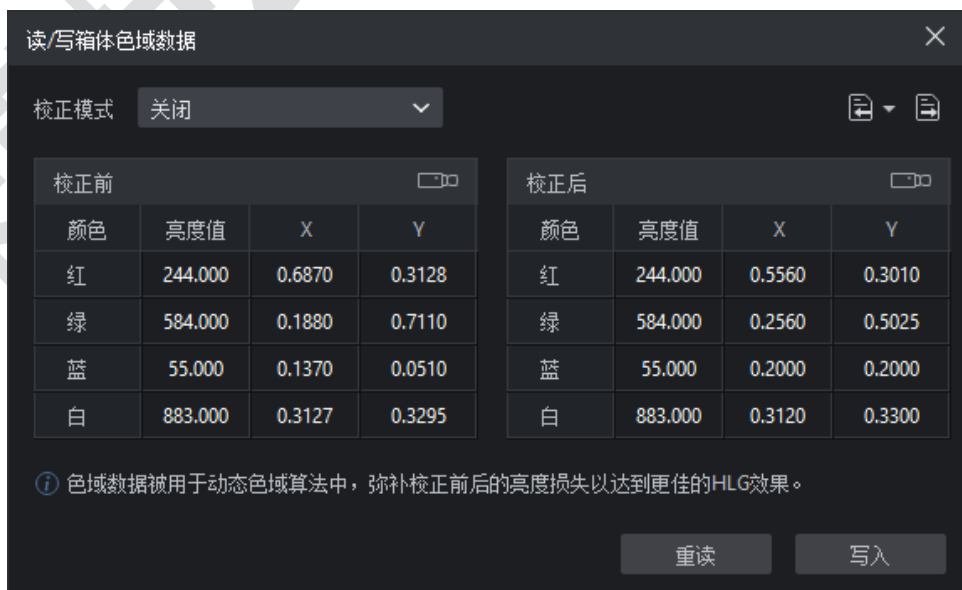 读/写箱体色域数据
校正模式 关闭
校正前 校正后
颜色 亮度值 X Y 颜色 亮度值 X Y
红 244.000 0.6870 0.3128 红 244.000 0.5560 0.3010
绿 584.000 0.1880 0.7110 绿 584.000 0.2560 0.5025
蓝 55.000 0.1370 0.0510 蓝 55.000 0.2000 0.2000
白 883.000 0.3127 0.3295 白 883.000 0.3120 0.3300
色域数据被用于动态色域算法中，弥补校正前后的亮度损失以达到更佳的HLG效果。
重读 写入